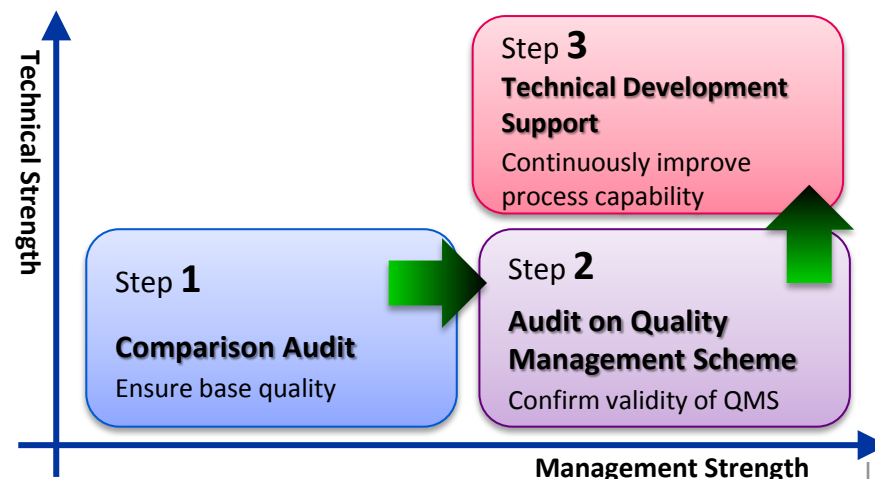 Technical Strength
Step 3
Technical Development
Support
Continuously improve
process capability
Step 1
Comparison Audit
Ensure base quality
Step 2
Audit on Quality
Management Scheme
Confirm validity of QMS
Management Strength